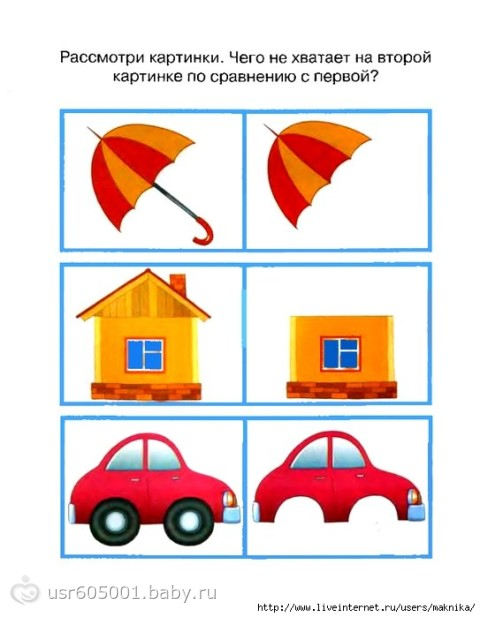 Рассмотри картинки. Чего не хватает на второй
картинке по сравнению с первой?
usr605001.baby.ru
http://www.liveinternet.ru/users/maknika/